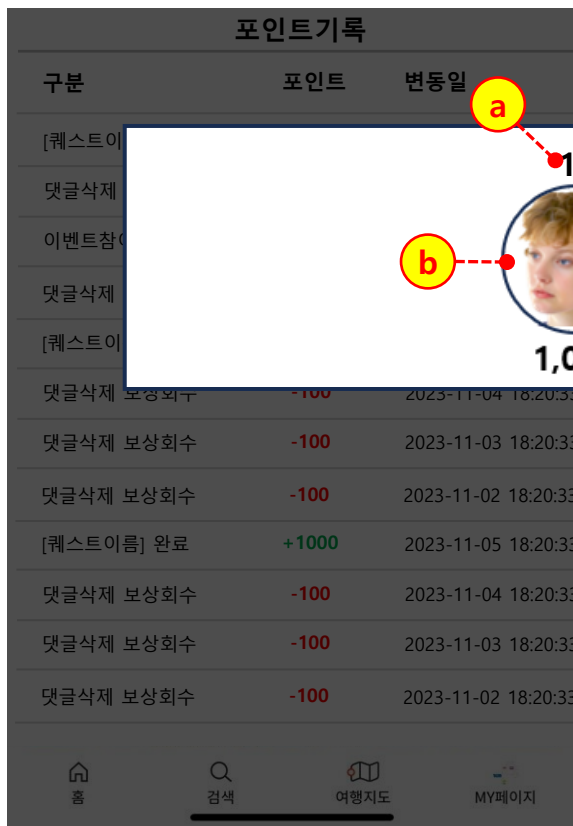 포인트기록
구분 포인트 변동일
a
[퀘스트이
1
댓글삭제
이벤트참여
b
댓글삭제
[퀘스트이
1,0
댓글삭제 보상회수 -100 2023-11-04 18:20:33
댓글삭제 보상회수 -100 2023-11-03 18:20:33
댓글삭제 보상회수 -100 2023-11-02 18:20:33
[퀘스트이름] 완료 +1000 2023-11-05 18:20:33
댓글삭제 보상회수 -100 2023-11-04 18:20:33
댓글삭제 보상회수 -100 2023-11-03 18:20:33
댓글삭제 보상회수 -100 2023-11-02 18:20:33
홈 검색 여행지도 MY페이지